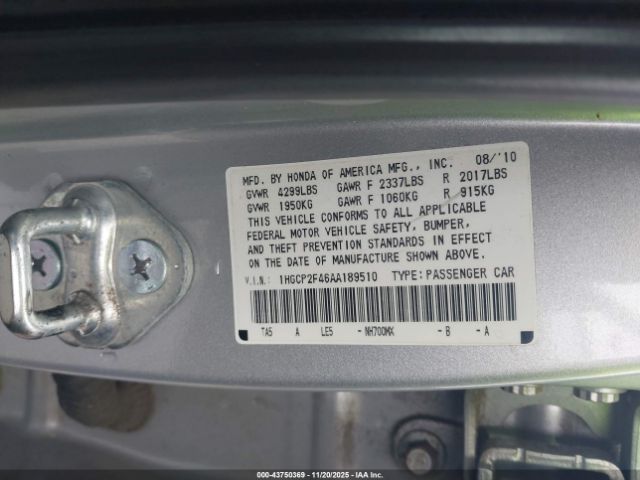 MFD. BY HONDA OF AMERICA MFG., INC. 08/'10
GVWR 4299LBS GAWR F 2337LBS R 2017LBS
GVWR 1950KG GAWR F 1060KG R 915KG
THIS VEHICLE CONFORMS TO ALL APPLICABLE
FEDERAL MOTOR VEHICLE SAFETY, BUMPER,
AND THEFT PREVENTION STANDARDS IN EFFECT
ON THE DATE OF MANUFACTURE SHOWN ABOVE.
V.I.N.: 1HGCP2F46AA189510 TYPE: PASSENGER CAR
TA5 A LE5 -NH700MX -B -A
000-43750369 - 11/20/2025 - IAAI.COM